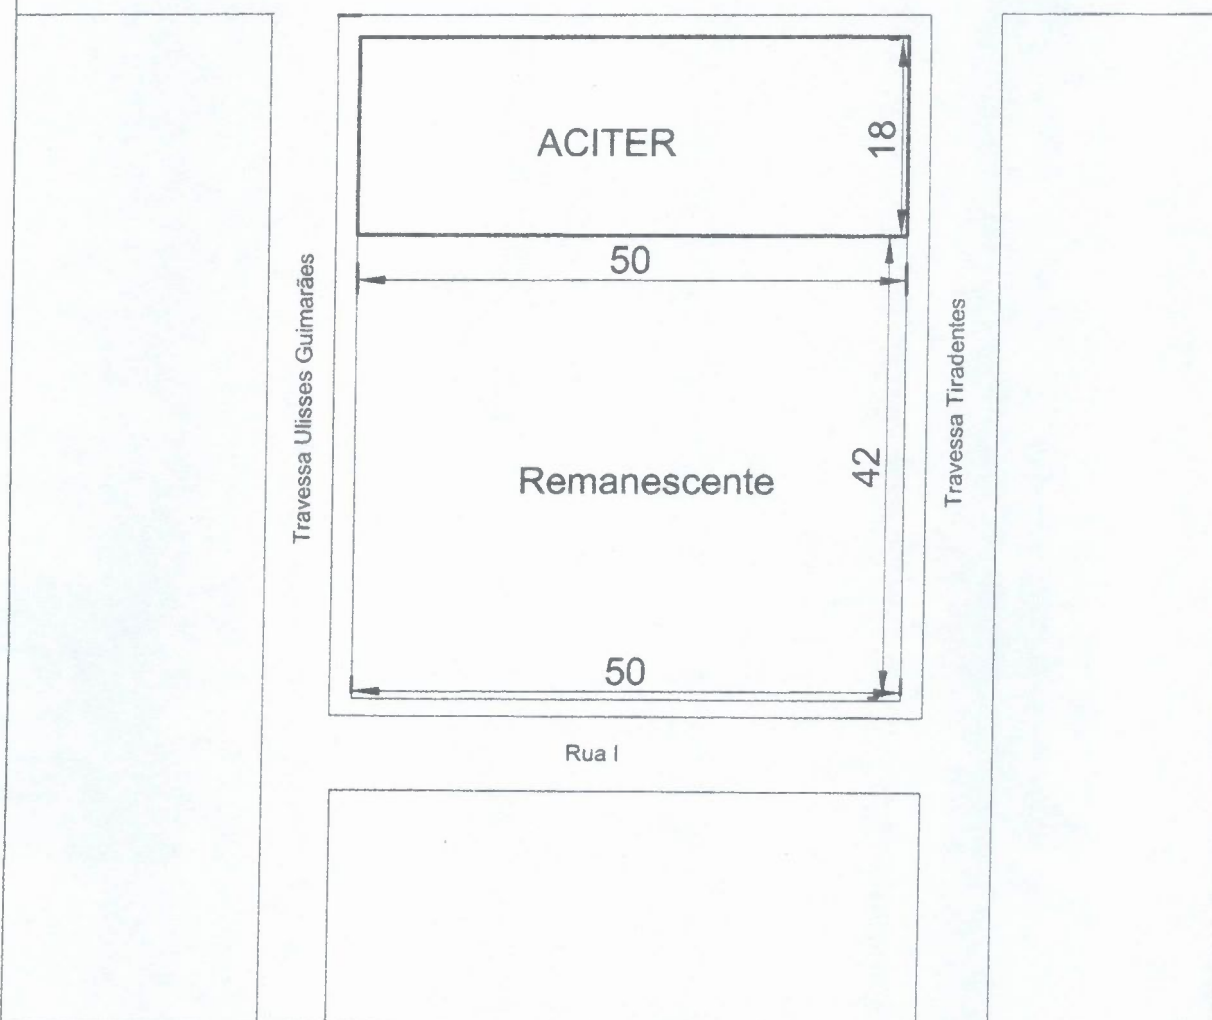 ACITER
18
50
Travessa Ulisses Guimarães
Travessa Tiradentes
Remanescente
42
50
Rua I